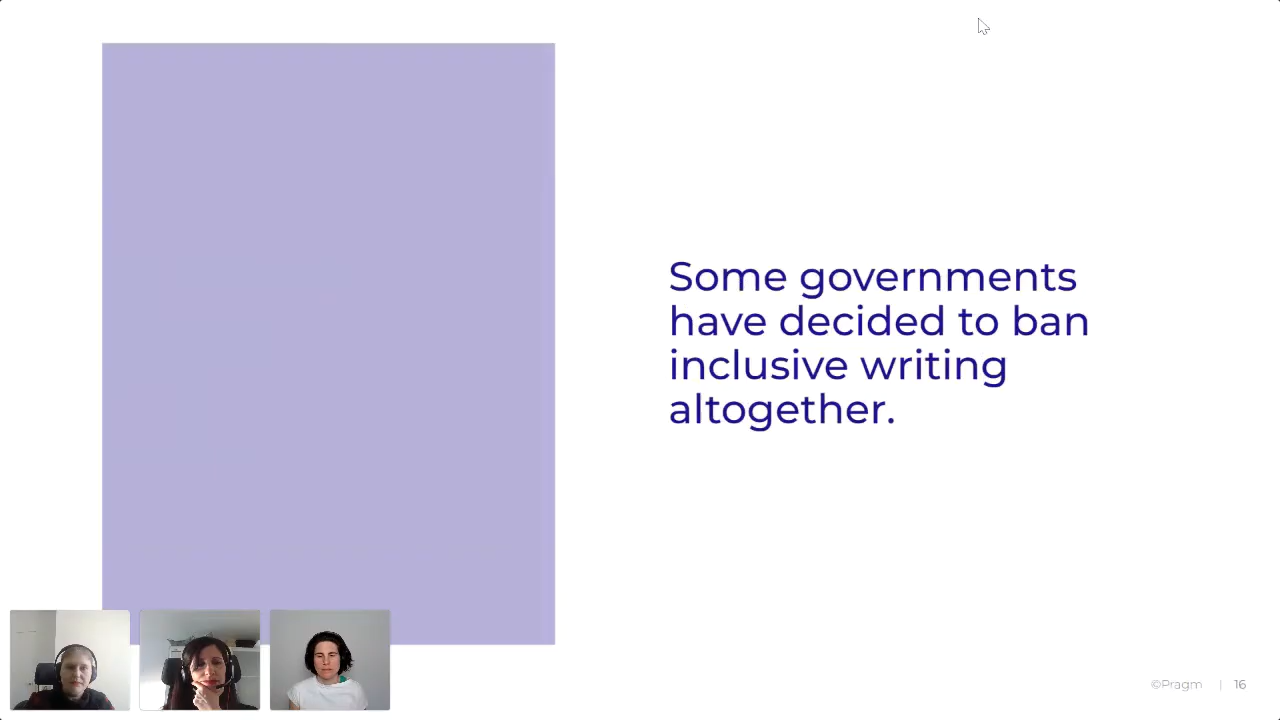 Some governments
have decided to ban
inclusive writing
altogether.
©Pragm | 16